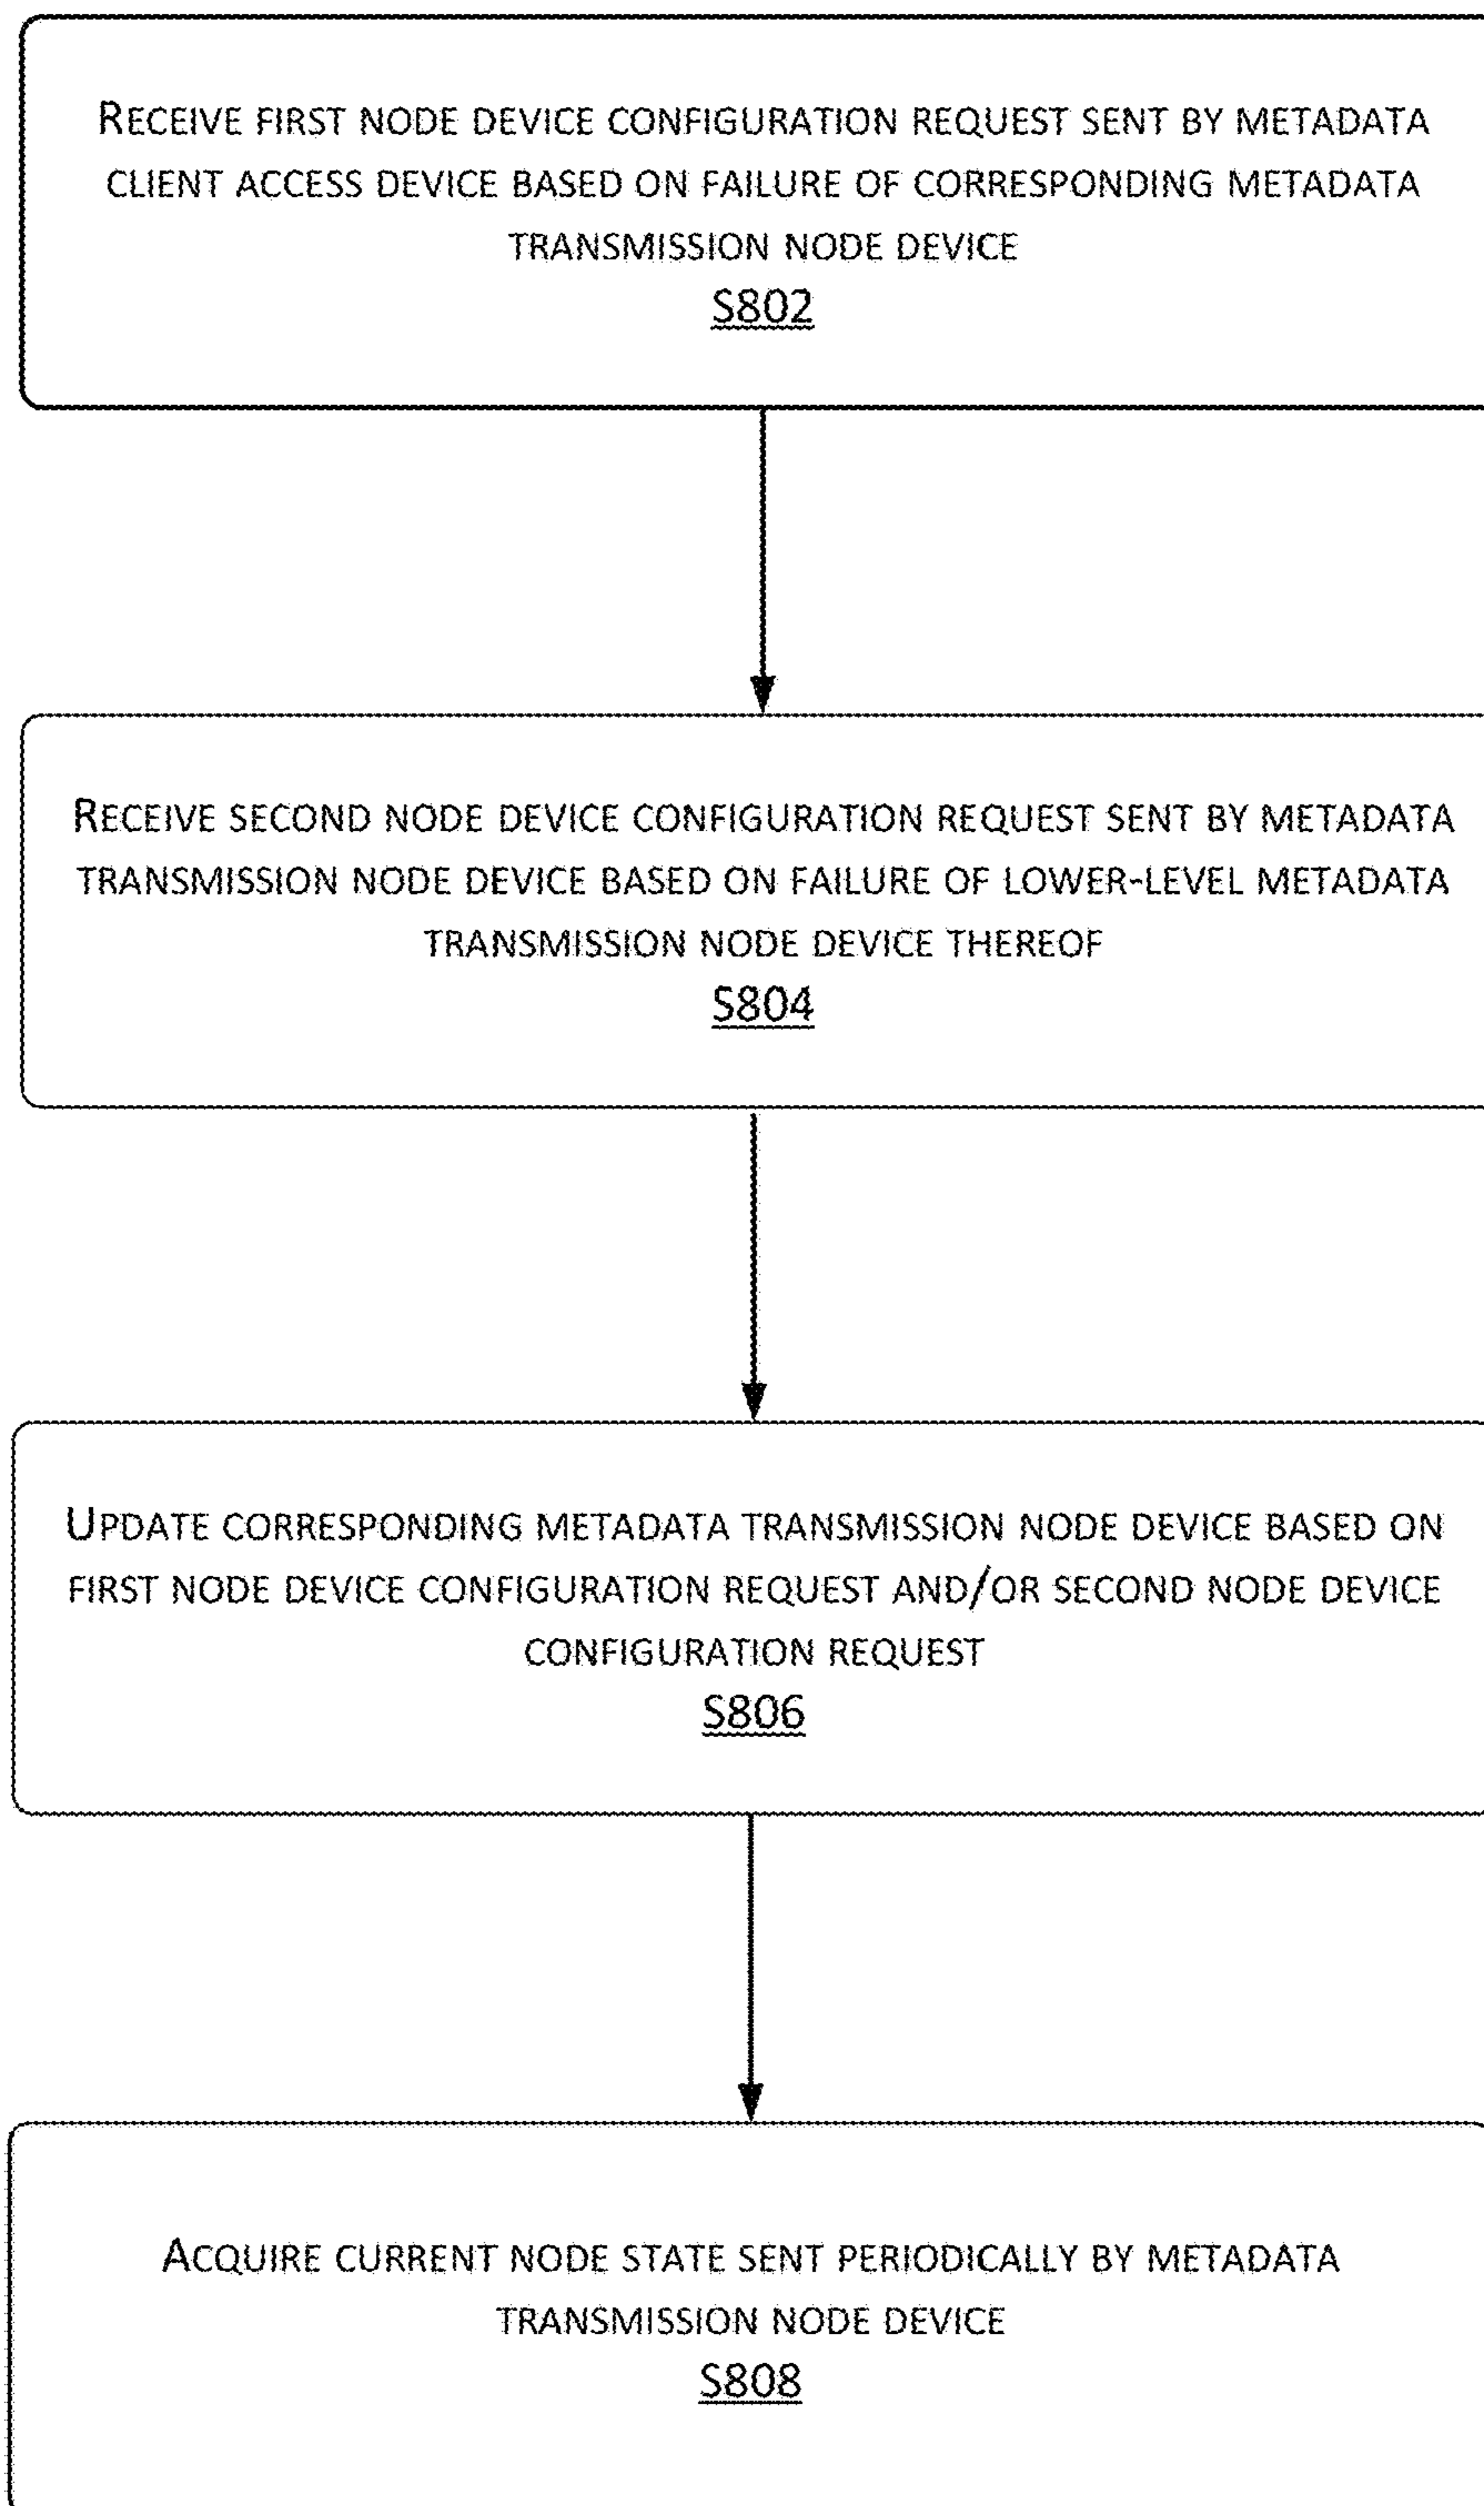 RECEIVE FIRST NODE DEVICE CONFIGURATION REQUEST SENT BY METADATA
CLIENT ACCESS DEVICE BASED ON FAILURE OF CORRESPONDING METADATA
TRANSMISSION NODE DEVICE
S802
RECEIVE SECOND NODE DEVICE CONFIGURATION REQUEST SENT BY METADATA
TRANSMISSION NODE DEVICE BASED ON FAILURE OF LOWER-LEVEL METADATA
TRANSMISSION NODE DEVICE THEREOF
S804
UPDATE CORRESPONDING METADATA TRANSMISSION NODE DEVICE BASED ON
FIRST NODE DEVICE CONFIGURATION REQUEST AND/OR SECOND NODE DEVICE
CONFIGURATION REQUEST
S806
ACQUIRE CURRENT NODE STATE SENT PERIODICALLY BY METADATA
TRANSMISSION NODE DEVICE
S808